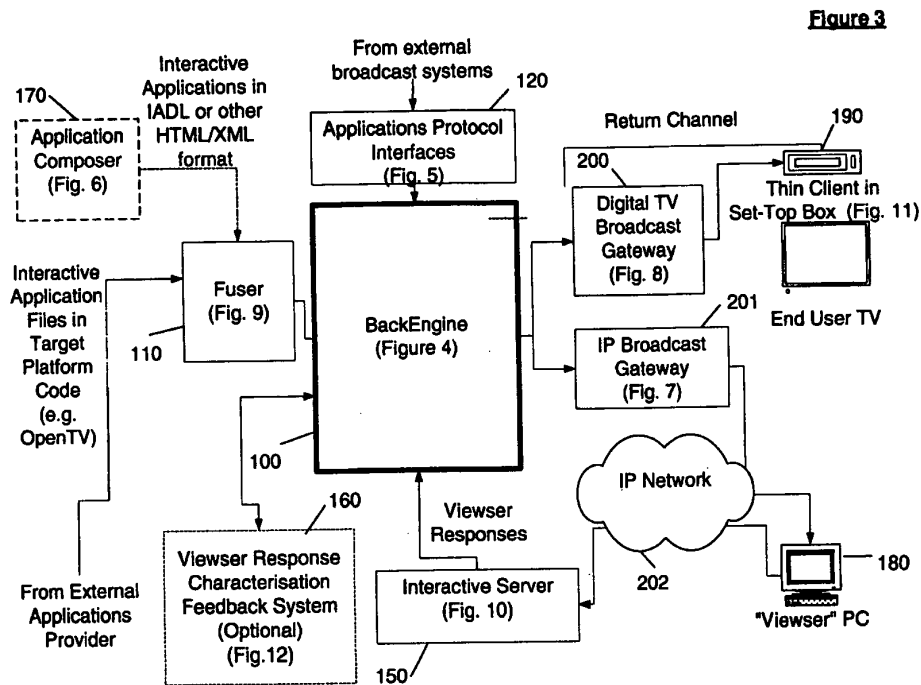 Figure 3
From external
broadcast systems
Interactive
Applications in
IADL or other
HTML/XML
format
170
Application
Composer
(Fig. 6)
120
Applications Protocol
Interfaces
(Fig. 5)
Return Channel
190
Thin Client in
Set-Top Box (Fig. 11)
End User TV
200
Digital TV
Broadcast
Gateway
(Fig. 8)
Interactive
Application
Files in
Target
Platform
Code
(e.g.
OpenTV)
Fuser
(Fig. 9)
110
BackEngine
(Figure 4)
100
201
IP Broadcast
Gateway
(Fig. 7)
IP Network
202
180
"Viewser" PC
From External
Applications
Provider
160
Viewser Response
Characterisation
Feedback System
(Optional)
(Fig.12)
Viewser
Responses
Interactive Server
(Fig. 10)
150